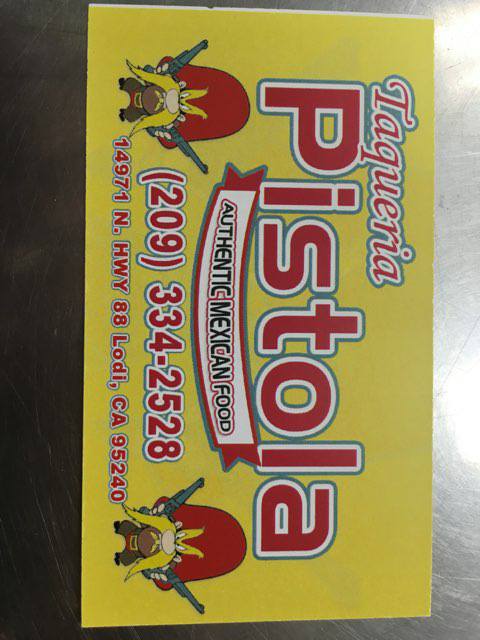 Taqueria
Pistola
AUTHENTIC MEXICAN FOOD
(209) 334-2528
14971 N. HWY 88 Lodi, CA 95240